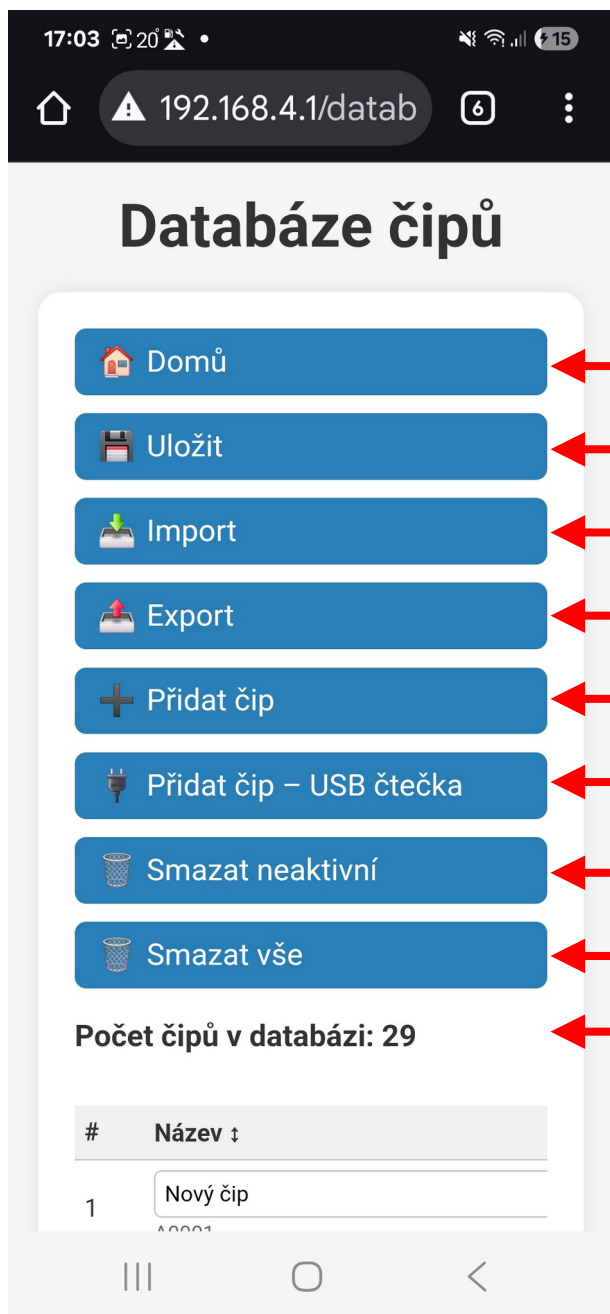 17:03 20°
15
192.168.4.1/datab 6
Databáze čipů
Domů
Uložit
Import
Export
Přidat čip
Přidat čip – USB čtečka
Smazat neaktivní
Smazat vše
Počet čipů v databázi: 29
# Název ↕
Nový čip
1
A0001